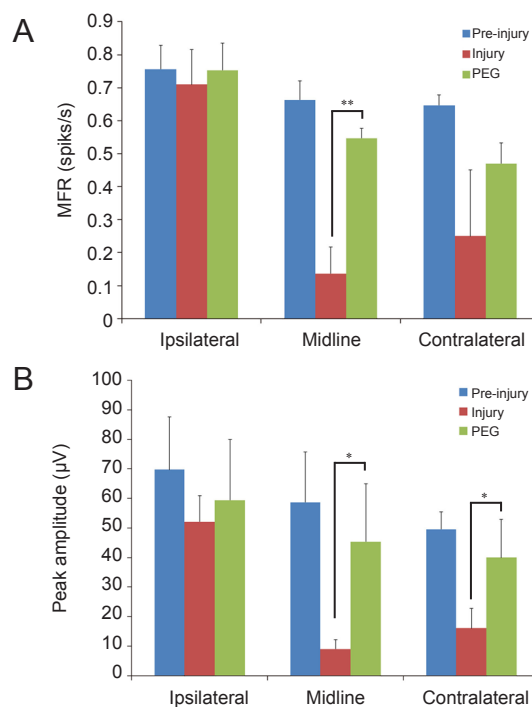 A
MFR (spiks/s)
0.9
0.8
0.7
0.6
0.5
0.4
0.3
0.2
0.1
0
Pre-injury
Injury
PEG
**
Ipsilateral
Midline
Contralateral
B
Peak amplitude (µV)
100
90
80
70
60
50
40
30
20
10
0
Pre-injury
Injury
PEG
*
*
Ipsilateral
Midline
Contralateral